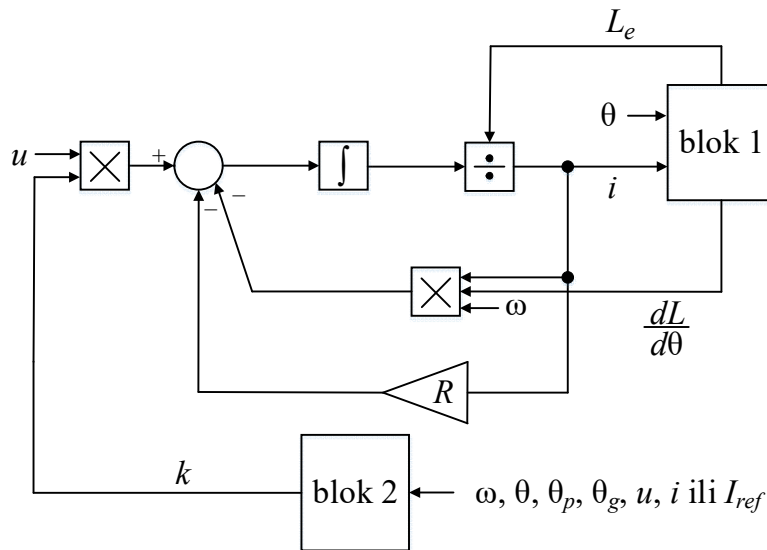 L_e
θ
blok 1
u
+
∫
÷
i
−
−
ω
dL
dθ
R
k
blok 2
ω, θ, θ_p, θ_g, u, i ili I_ref